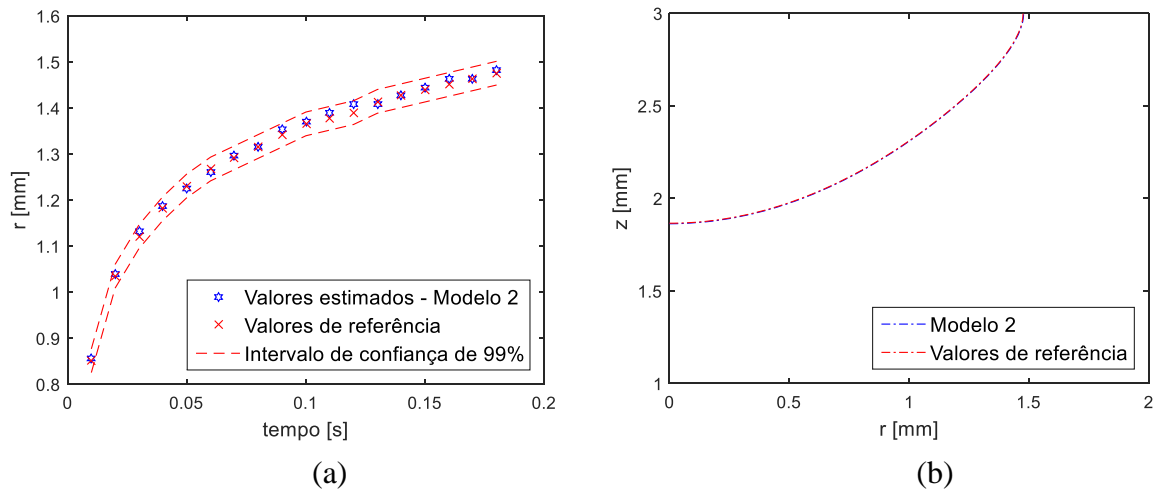 1.6
1.5
1.4
1.3
1.2
1.1
1
0.9
0.8
r [mm]
0
0.05
0.1
0.15
0.2
tempo [s]
Valores estimados - Modelo 2
Valores de referência
Intervalo de confiança de 99%
(a)
3
2.5
2
1.5
1
z [mm]
0
0.5
1
1.5
2
r [mm]
Modelo 2
Valores de referência
(b)